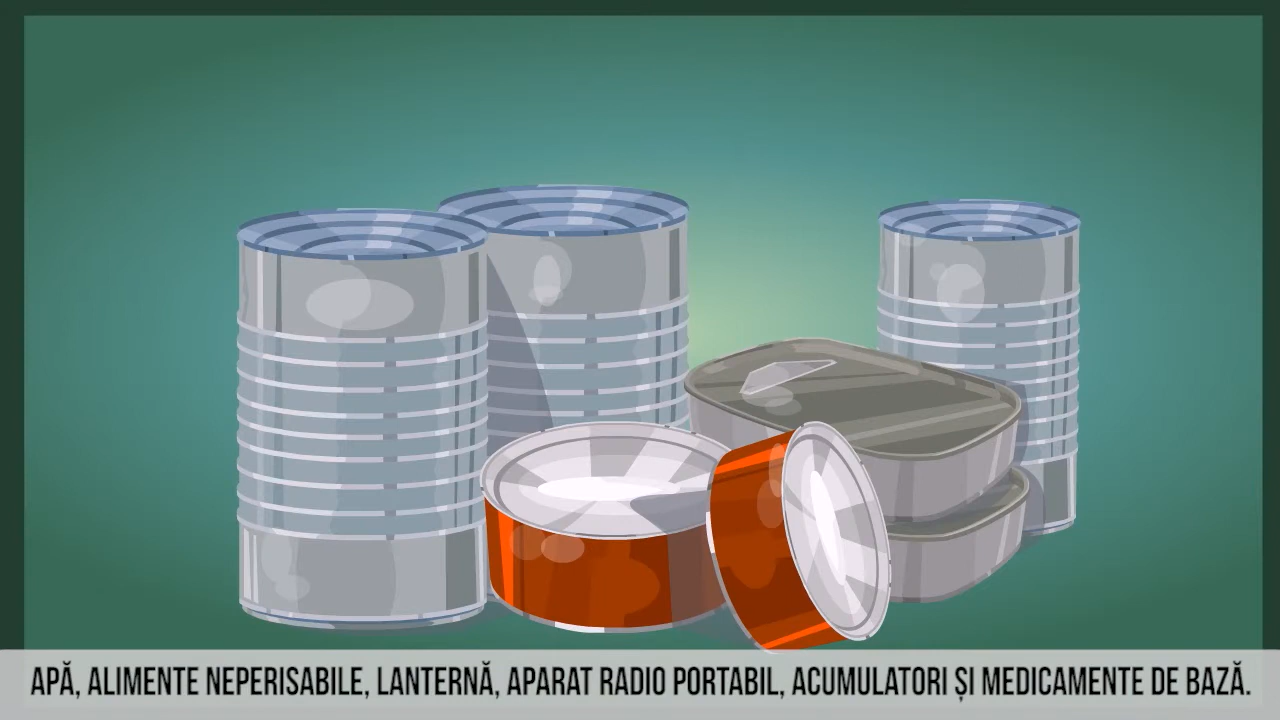 APĂ, ALIMENTE NEPERISABILE, LANTERNĂ, APARAT RADIO PORTABIL, ACUMULATORI ȘI MEDICAMENTE DE BAZĂ.